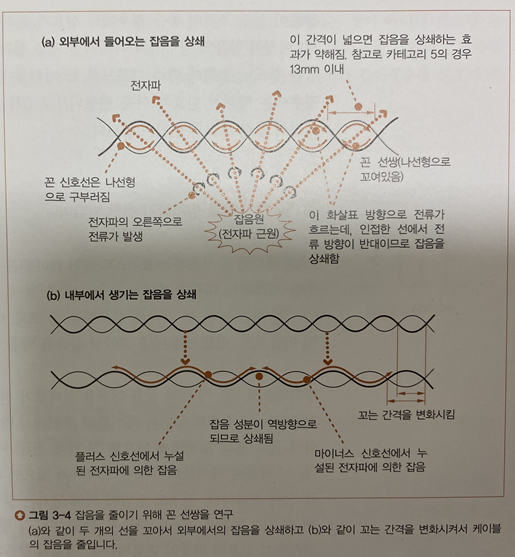 (a) 외부에서 들어오는 잡음을 상쇄
이 간격이 넓으면 잡음을 상쇄하는 효
과가 약해짐. 참고로 카테고리 5의 경우
13mm 이내
전자파
꼰 신호선은 나선형
으로 구부러짐
꼰 선쌍(나선형으로
꼬여있음)
전자파의 오른쪽으로
전류가 발생
잡음원
(전자파 근원)
이 화살표 방향으로 전류가
흐르는데, 인접한 선에서 전
류 방향이 반대이므로 잡음을
상쇄함
(b) 내부에서 생기는 잡음을 상쇄
꼬는 간격을 변화시킴
잡음 성분이 역방향으로
되므로 상쇄됨
플러스 신호선에서 누설
된 전자파에 의한 잡음
마이너스 신호선에서 누
설된 전자파에 의한 잡음
그림 3-4 잡음을 줄이기 위해 꼰 선쌍을 연구
(a)와 같이 두 개의 선을 꼬아서 외부에서의 잡음을 상쇄하고 (b)와 같이 꼬는 간격을 변화시켜서 케이블
의 잡음을 줄입니다.